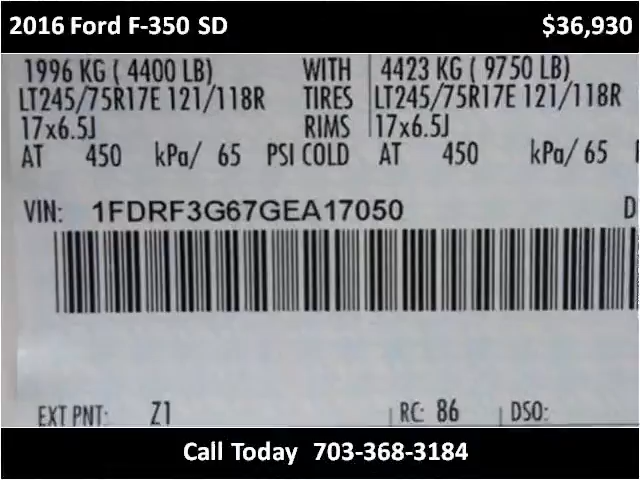 2016 Ford F-350 SD $36,930
1996 KG ( 4400 LB) WITH 4423 KG ( 9750 LB)
LT245/75R17E 121/118R TIRES LT245/75R17E 121/118R
17x6.5J RIMS 17x6.5J
AT 450 kPa/ 65 PSI COLD AT 450 kPa/ 65
VIN: 1FDRF3G67GEA17050 D
EXT PNT: Z1 RC: 86 DSO:
Call Today 703-368-3184